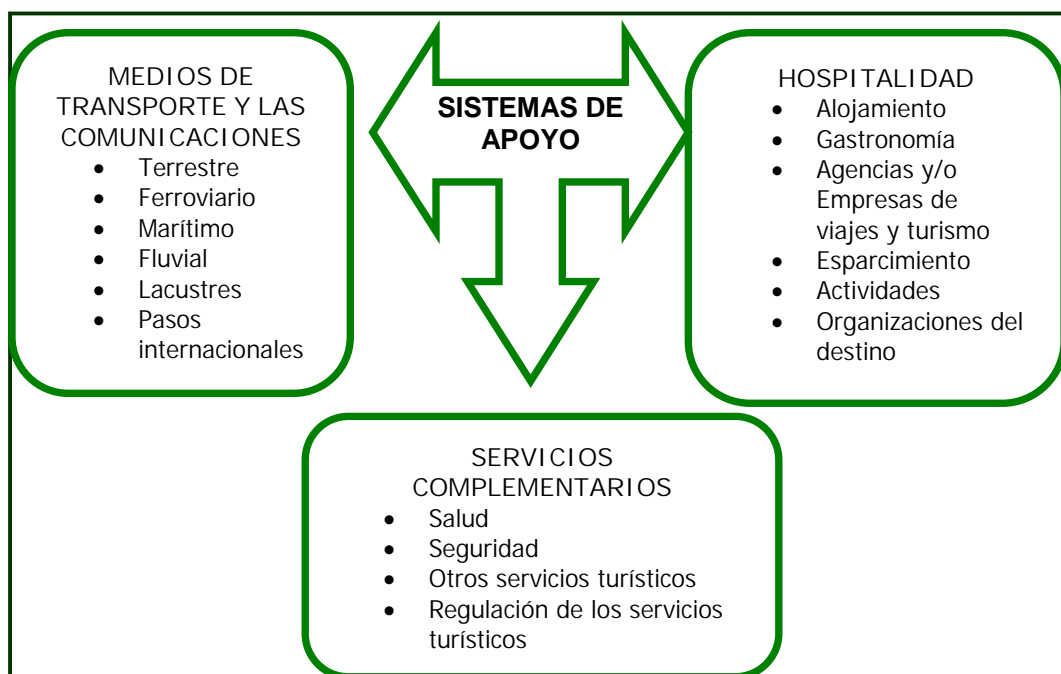 MEDIOS DE
TRANSPORTE Y LAS
COMUNICACIONES
• Terrestre
• Ferroviario
• Marítimo
• Fluvial
• Lacustres
• Pasos
internacionales
SISTEMAS DE
APOYO
HOSPITALIDAD
• Alojamiento
• Gastronomía
• Agencias y/o
Empresas de
viajes y turismo
• Esparcimiento
• Actividades
• Organizaciones del
destino
SERVICIOS
COMPLEMENTARIOS
• Salud
• Seguridad
• Otros servicios turísticos
• Regulación de los servicios
turísticos